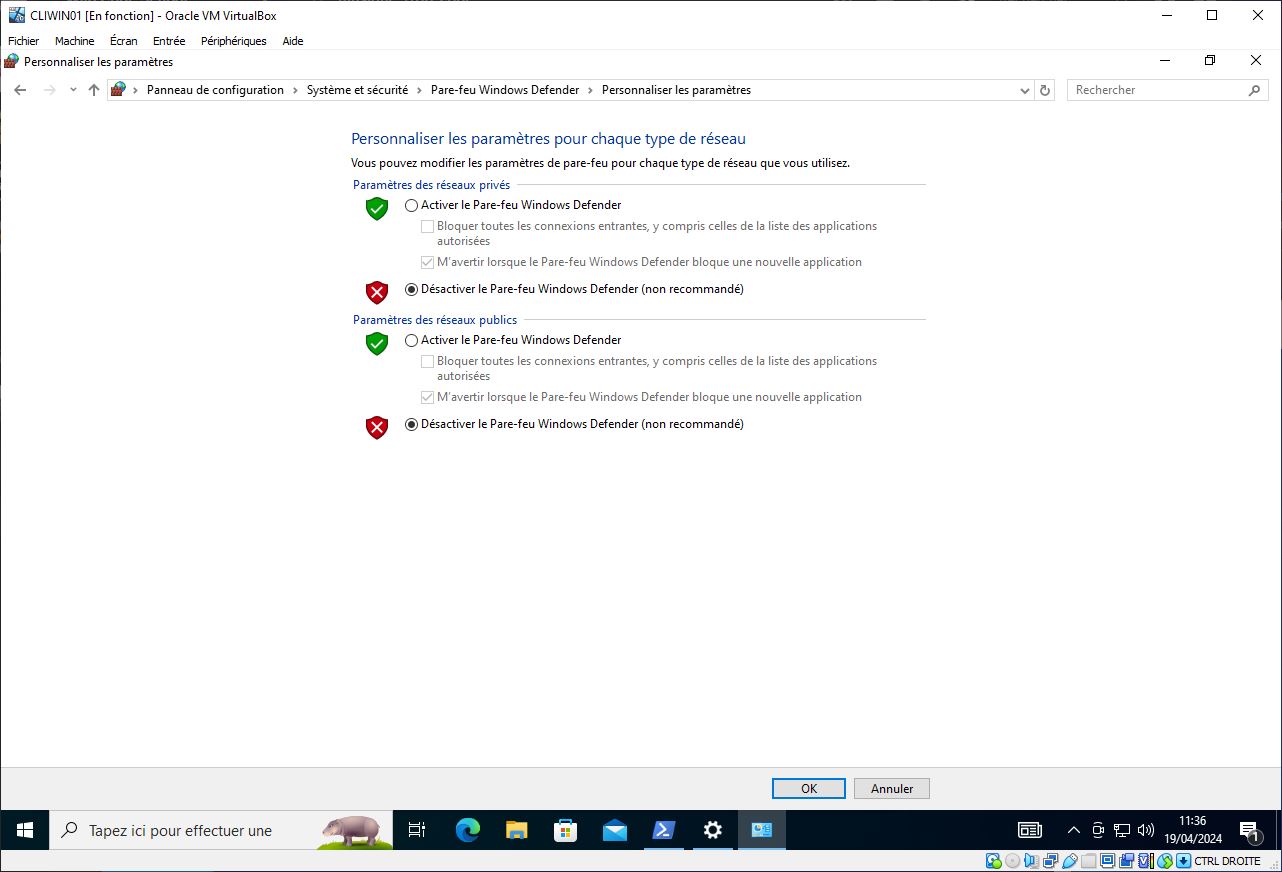 CLIWIN01 [En fonction] - Oracle VM VirtualBox
Fichier Machine Écran Entrée Périphériques Aide
Personnaliser les paramètres
Panneau de configuration Système et sécurité Pare-feu Windows Defender Personnaliser les paramètres
Rechercher
Personnaliser les paramètres pour chaque type de réseau
Vous pouvez modifier les paramètres de pare-feu pour chaque type de réseau que vous utilisez.
Paramètres des réseaux privés
Activer le Pare-feu Windows Defender
Bloquer toutes les connexions entrantes, y compris celles de la liste des applications
autorisées
M'avertir lorsque le Pare-feu Windows Defender bloque une nouvelle application
Désactiver le Pare-feu Windows Defender (non recommandé)
Paramètres des réseaux publics
Activer le Pare-feu Windows Defender
Bloquer toutes les connexions entrantes, y compris celles de la liste des applications
autorisées
M'avertir lorsque le Pare-feu Windows Defender bloque une nouvelle application
Désactiver le Pare-feu Windows Defender (non recommandé)
OK Annuler
Tapez ici pour effectuer une
11:36
19/04/2024
1
CTRL DROITE